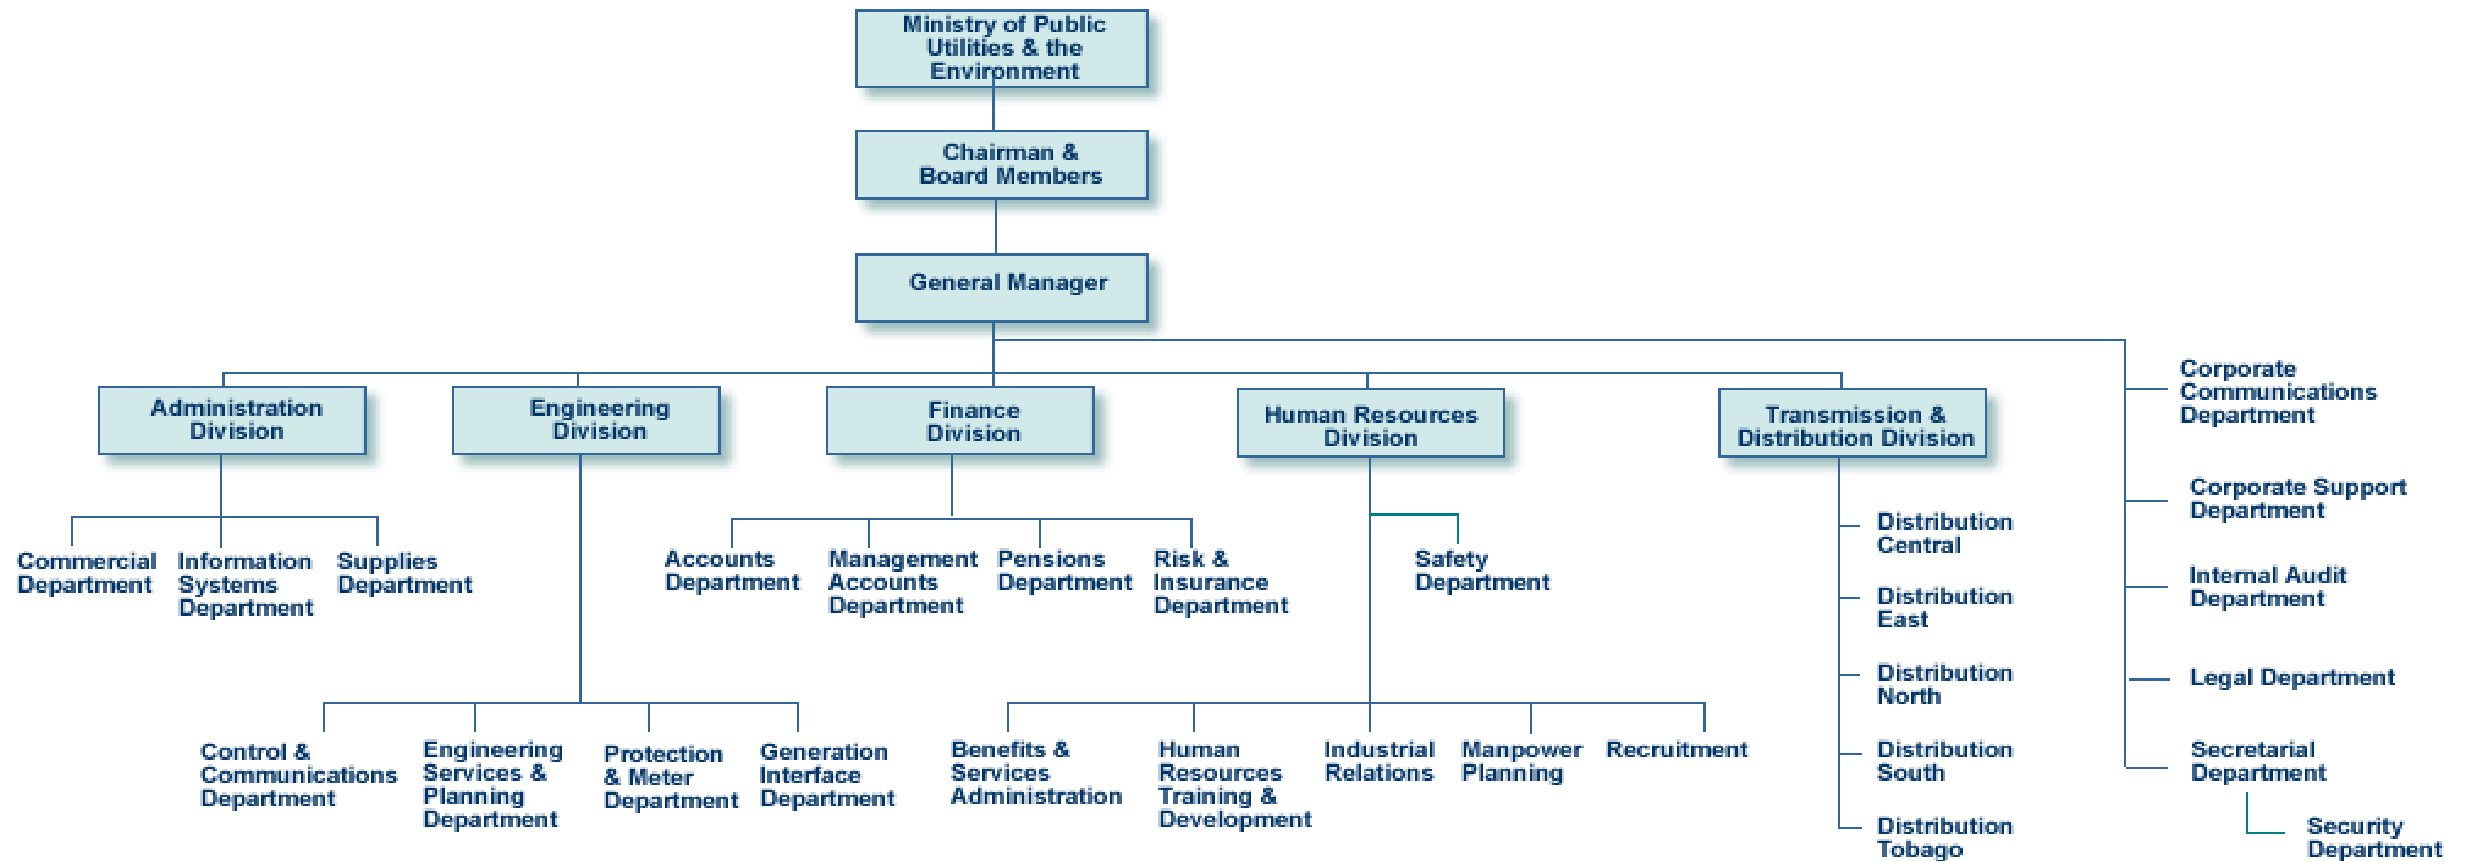 Ministry of Public
Utilities & the
Environment
Chairman &
Board Members
General Manager
Administration
Division
Engineering
Division
Finance
Division
Human Resources
Division
Transmission &
Distribution Division
Corporate
Communications
Department
Corporate Support
Department
Internal Audit
Department
Legal Department
Secretarial
Department
Security
Department
Commercial
Department
Information
Systems
Department
Supplies
Department
Accounts
Department
Management
Accounts
Department
Pensions
Department
Risk &
Insurance
Department
Safety
Department
Distribution
Central
Distribution
East
Distribution
North
Distribution
South
Distribution
Tobago
Control &
Communications
Department
Engineering
Services &
Planning
Department
Protection
& Meter
Department
Generation
Interface
Department
Benefits &
Services
Administration
Human
Resources
Training &
Development
Industrial
Relations
Manpower
Planning
Recruitment